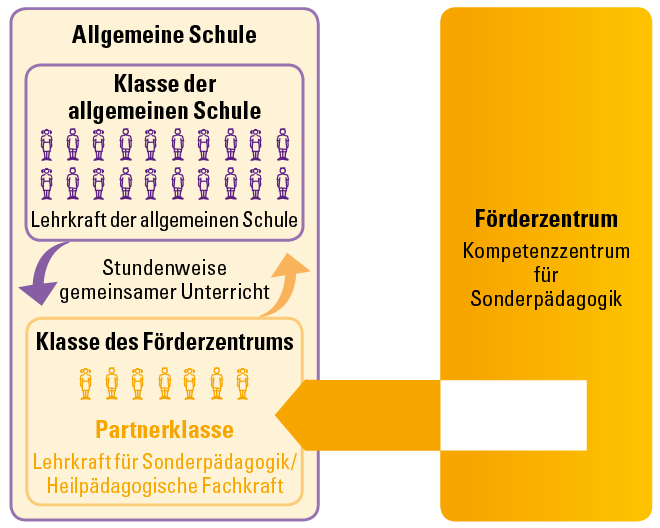 Allgemeine Schule
Klasse der
allgemeinen Schule
Lehrkraft der allgemeinen Schule
Stundenweise
gemeinsamer Unterricht
Klasse des Förderzentrums
Partnerklasse
Lehrkraft für Sonderpädagogik/
Heilpädagogische Fachkraft
Förderzentrum
Kompetenzzentrum
für
Sonderpädagogik